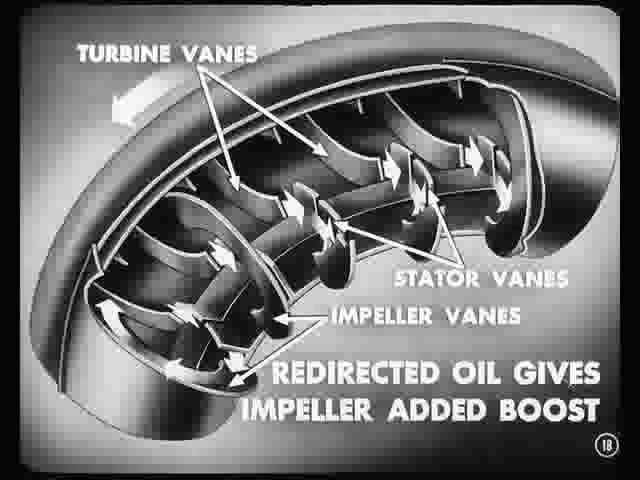 TURBINE VANES
STATOR VANES
IMPELLER VANES
REDIRECTED OIL GIVES
IMPELLER ADDED BOOST
18